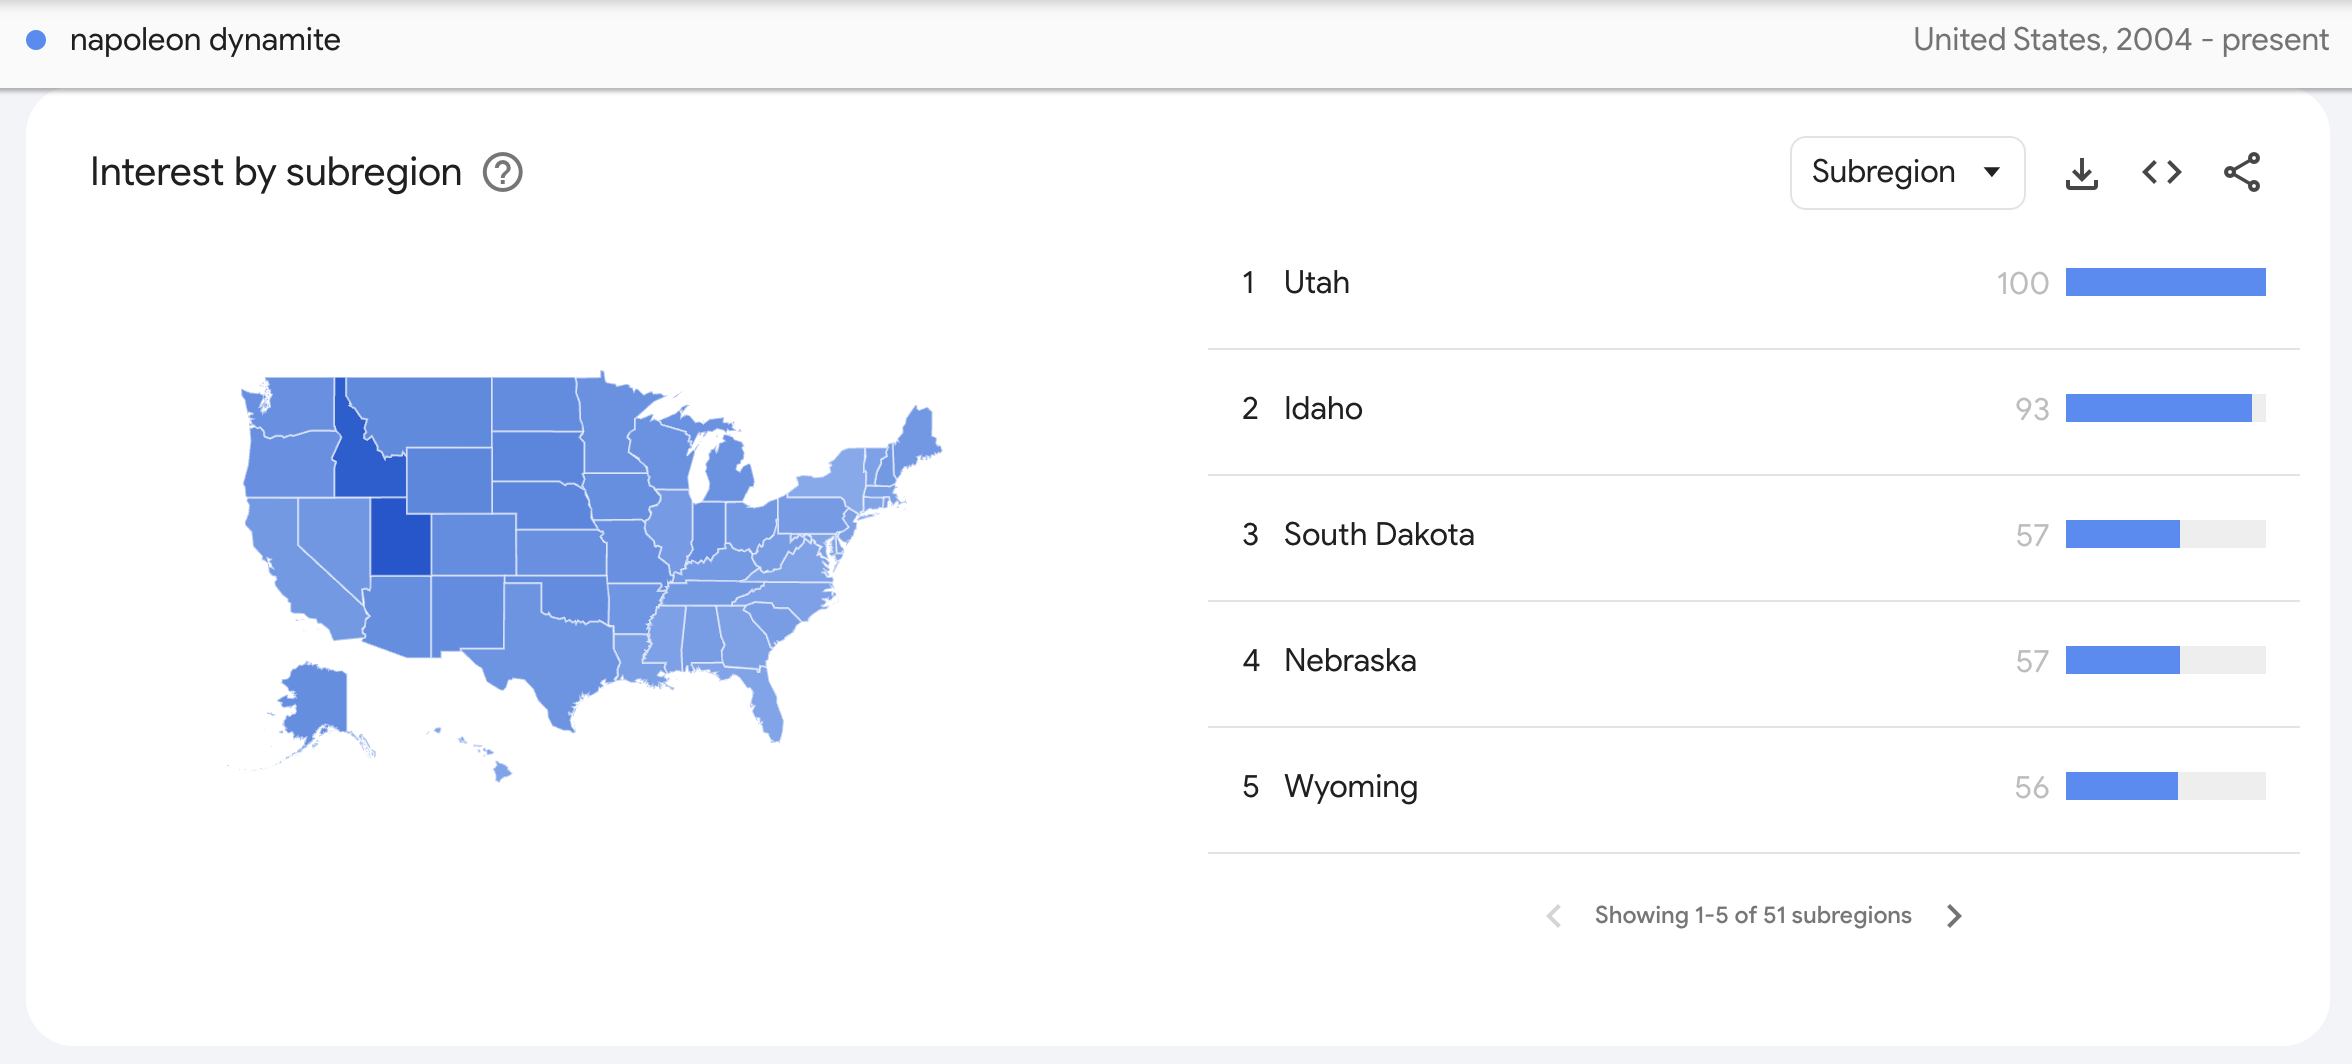 napoleon dynamite
United States, 2004 - present
Interest by subregion ?
Subregion
1 Utah 100
2 Idaho 93
3 South Dakota 57
4 Nebraska 57
5 Wyoming 56
Showing 1-5 of 51 subregions